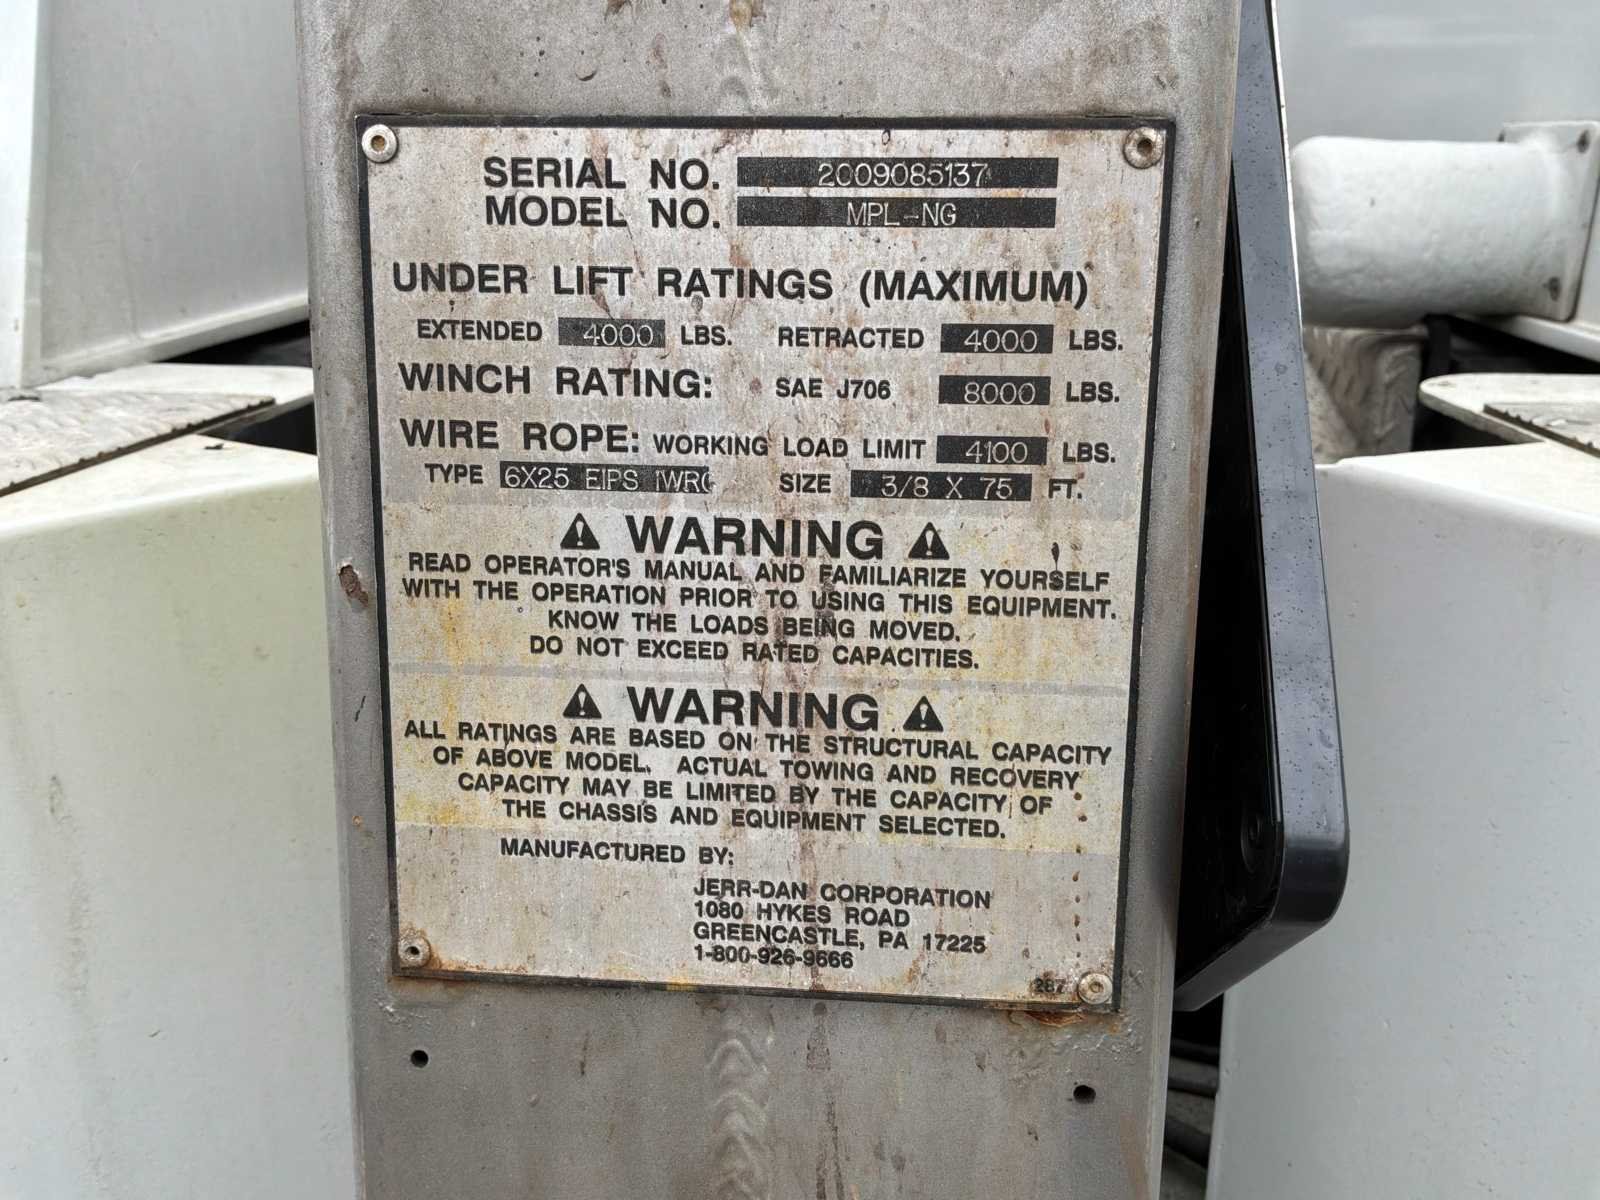 SERIAL NO. 2009085137
MODEL NO. MPL-NG
UNDER LIFT RATINGS (MAXIMUM)
EXTENDED 4000 LBS. RETRACTED 4000 LBS.
WINCH RATING: SAE J706 8000 LBS.
WIRE ROPE: WORKING LOAD LIMIT 4100 LBS.
TYPE 6X25 EIPS IWRC SIZE 3/8 X 75 FT.
WARNING
READ OPERATOR'S MANUAL AND FAMILIARIZE YOURSELF
WITH THE OPERATION PRIOR TO USING THIS EQUIPMENT.
KNOW THE LOADS BEING MOVED.
DO NOT EXCEED RATED CAPACITIES.
WARNING
ALL RATINGS ARE BASED ON THE STRUCTURAL CAPACITY
OF ABOVE MODEL. ACTUAL TOWING AND RECOVERY
CAPACITY MAY BE LIMITED BY THE CAPACITY OF
THE CHASSIS AND EQUIPMENT SELECTED.
MANUFACTURED BY:
JERR-DAN CORPORATION
1080 HYKES ROAD
GREENCASTLE, PA 17225
1-800-926-9666
287